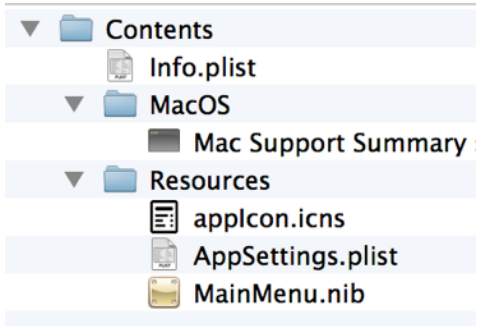 Contents
Info.plist
MacOS
Mac Support Summary
Resources
appIcon.icns
AppSettings.plist
MainMenu.nib